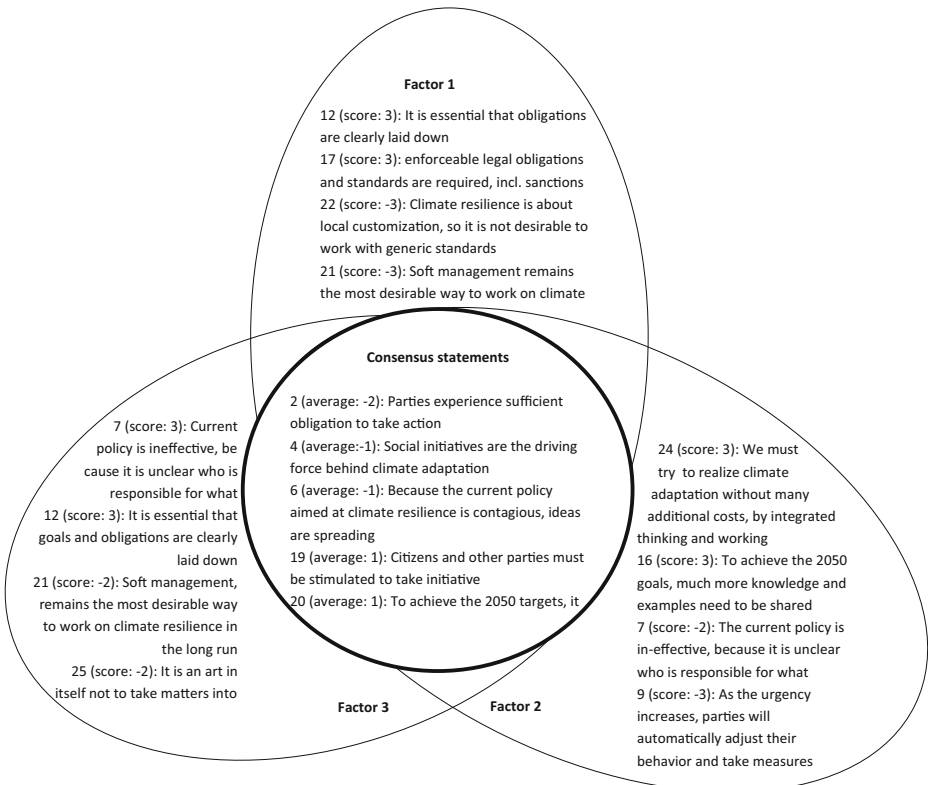 Factor 1
12 (score: 3): It is essential that obligations
are clearly laid down
17 (score: 3): enforceable legal obligations
and standards are required, incl. sanctions
22 (score: -3): Climate resilience is about
local customization, so it is not desirable to
work with generic standards
21 (score: -3): Soft management remains
the most desirable way to work on climate
Consensus statements
2 (average: -2): Parties experience sufficient
obligation to take action
4 (average:-1): Social initiatives are the driving
force behind climate adaptation
6 (average: -1): Because the current policy
aimed at climate resilience is contagious, ideas
are spreading
19 (average: 1): Citizens and other parties must
be stimulated to take initiative
20 (average: 1): To achieve the 2050 targets, it
7 (score: 3): Current
policy is ineffective, be
cause it is unclear who is
responsible for what
12 (score: 3): It is essential that
goals and obligations are clearly
laid down
21 (score: -2): Soft management,
remains the most desirable way
to work on climate resilience in
the long run
25 (score: -2): It is an art in
itself not to take matters into
24 (score: 3): We must
try to realize climate
adaptation without many
additional costs, by integrated
thinking and working
16 (score: 3): To achieve the 2050
goals, much more knowledge and
examples need to be shared
7 (score: -2): The current policy is
in-effective, because it is unclear
who is responsible for what
9 (score: -3): As the urgency
increases, parties will
automatically adjust their
behavior and take measures
Factor 3
Factor 2